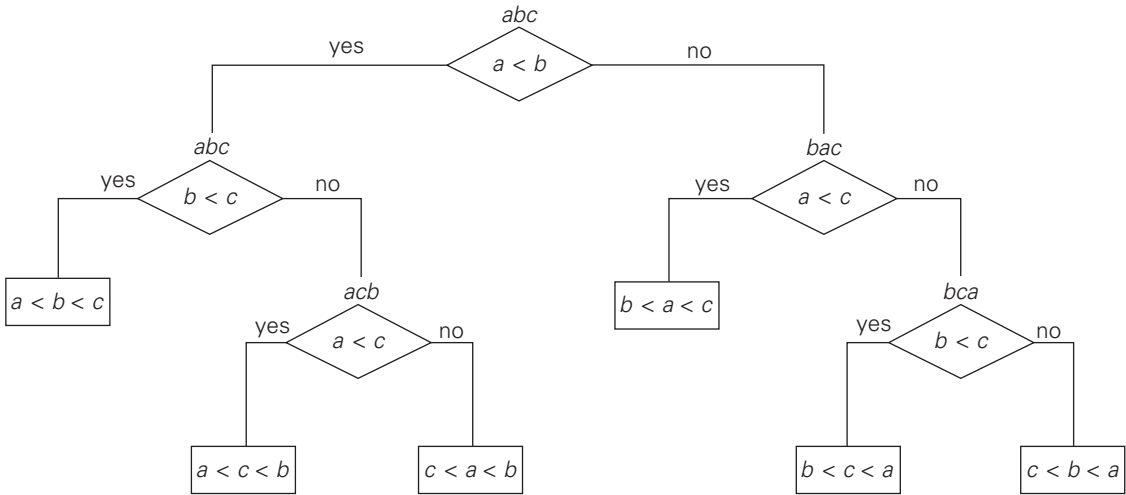 abc
yes
a < b
no
abc
bac
yes
b < c
no
yes
a < c
no
a < b < c
acb
b < a < c
bca
yes
a < c
no
yes
b < c
no
a < c < b
c < a < b
b < c < a
c < b < a